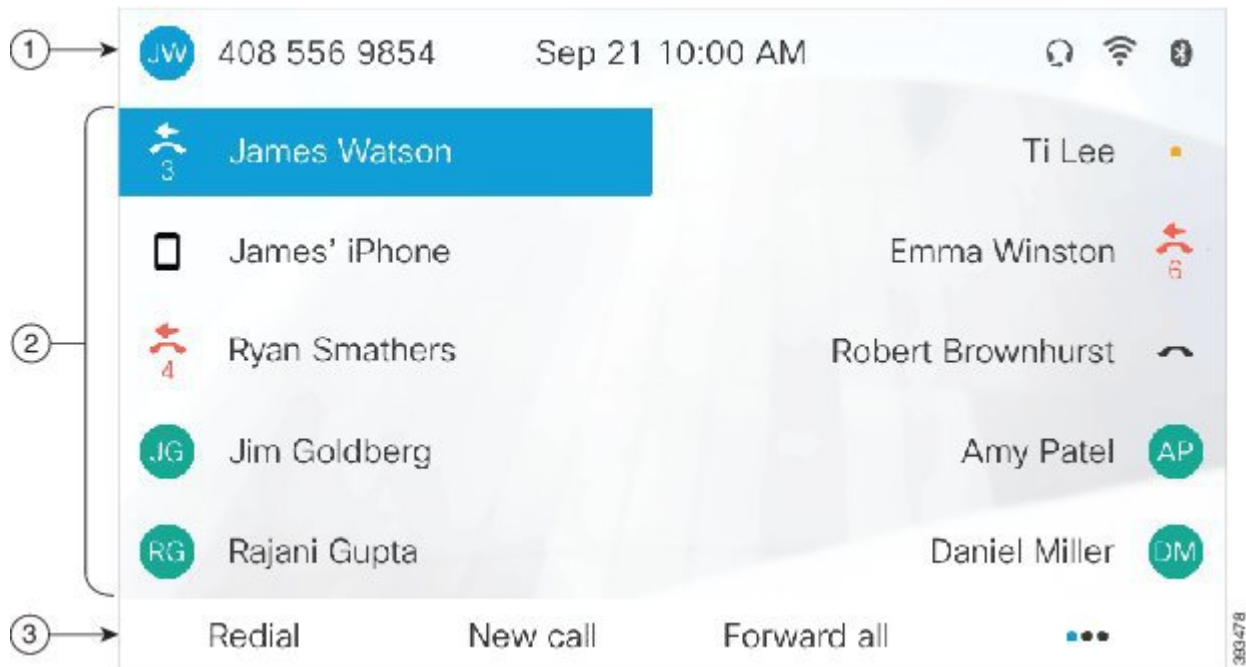 1 JW 408 556 9854 Sep 21 10:00 AM
3 James Watson Ti Lee
James’ iPhone Emma Winston 6
2
4 Ryan Smathers Robert Brownhurst
JG Jim Goldberg Amy Patel AP
RG Rajani Gupta Daniel Miller DM
3 Redial New call Forward all
393478